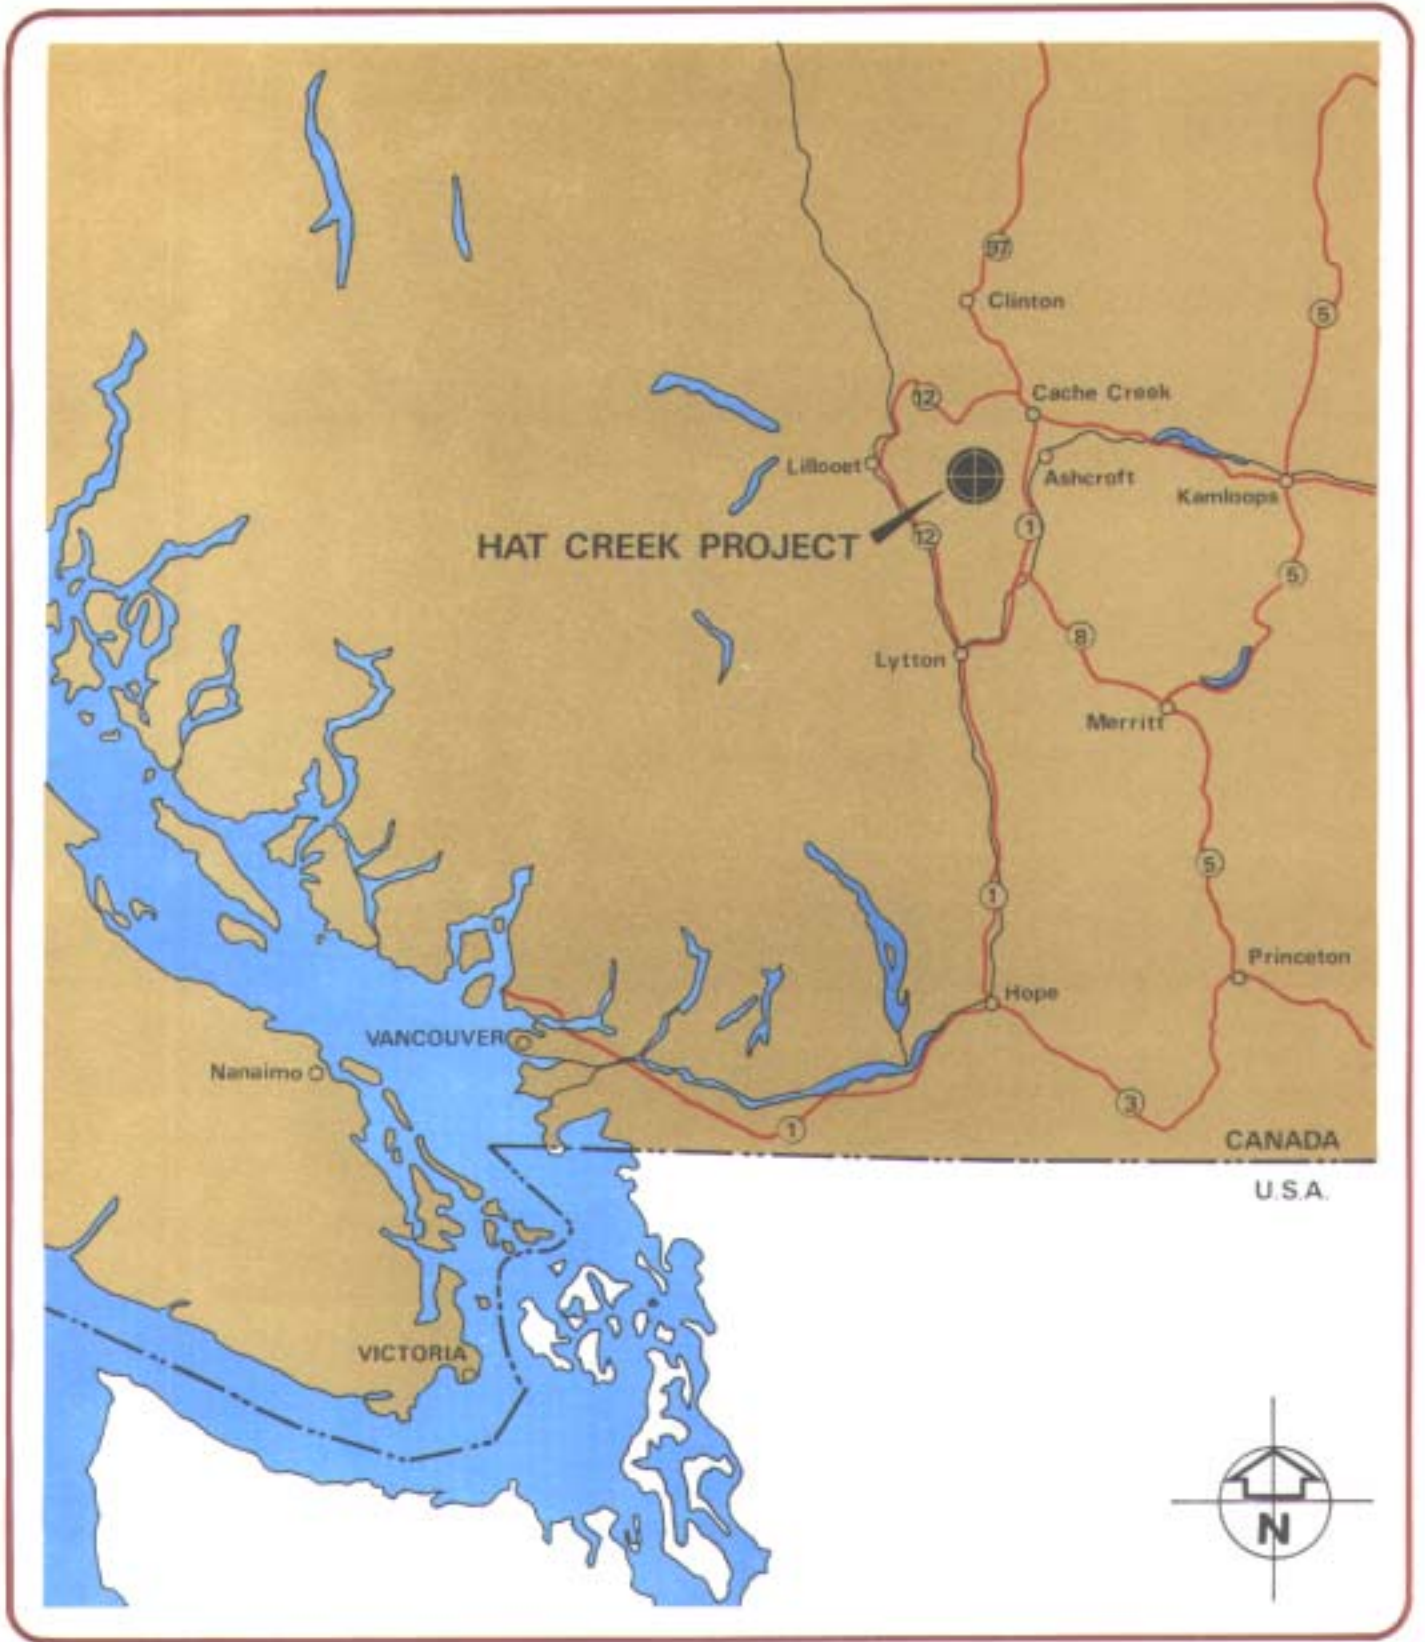 97
Clinton
5
12
Cache Creek
Lillooet
Ashcroft
Kamloops
HAT CREEK PROJECT
12
1
5
8
Lytton
Merritt
5
1
Princeton
Hope
VANCOUVER
Nanaimo
3
1
CANADA
U.S.A.
VICTORIA
N